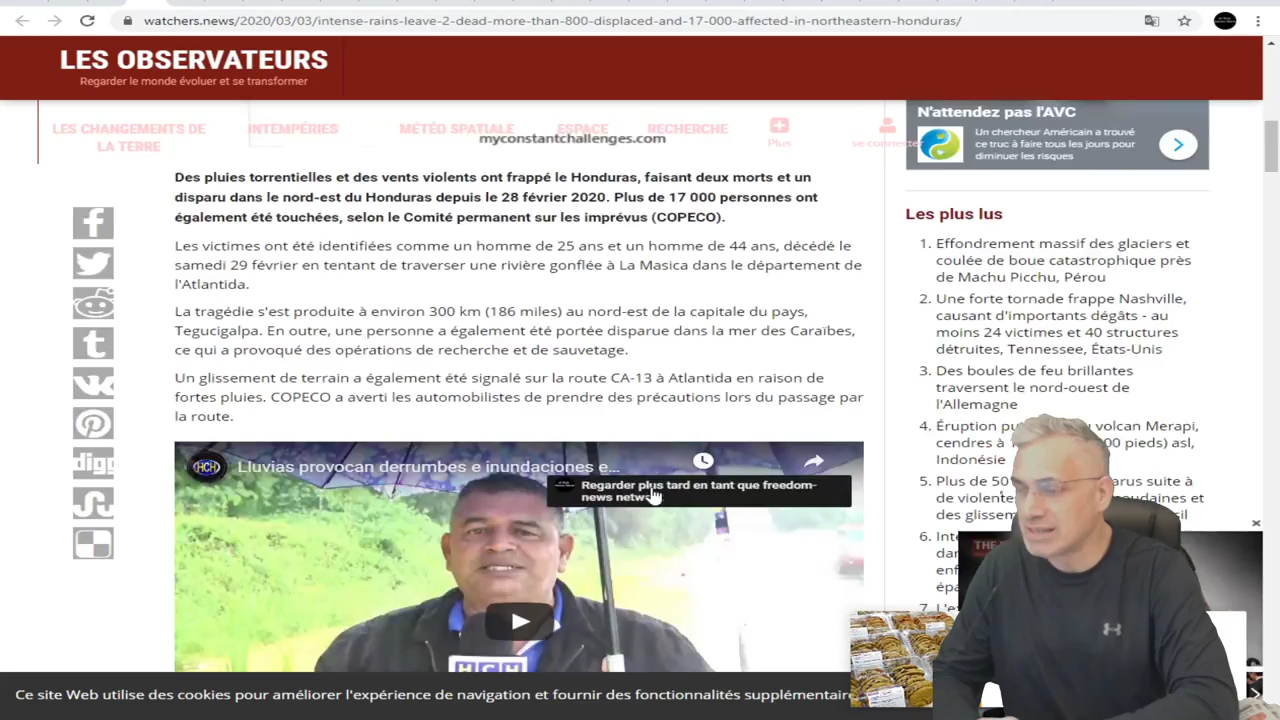 watchers.news/2020/03/03/intense-rains-leave-2-dead-more-than-800-displaced-and-17-000-affected-in-northeastern-honduras/
LES OBSERVATEURS
Regarder le monde évoluer et se transformer
LES CHANGEMENTS DE
LA TERRE
INTEMPÉRIES
MÉTÉO SPATIALE
ESPACE
RECHERCHE
Plus
se connecter
myconstantchallenges.com
Des pluies torrentielles et des vents violents ont frappé le Honduras, faisant deux morts et un
disparu dans le nord-est du Honduras depuis le 28 février 2020. Plus de 17 000 personnes ont
également été touchées, selon le Comité permanent sur les imprévus (COPECO).
Les victimes ont été identifiées comme un homme de 25 ans et un homme de 44 ans, décédé le
samedi 29 février en tentant de traverser une rivière gonflée à La Masica dans le département de
l'Atlantida.
La tragédie s'est produite à environ 300 km (186 miles) au nord-est de la capitale du pays,
Tegucigalpa. En outre, une personne a également été portée disparue dans la mer des Caraïbes,
ce qui a provoqué des opérations de recherche et de sauvetage.
Un glissement de terrain a également été signalé sur la route CA-13 à Atlantida en raison de
fortes pluies. COPECO a averti les automobilistes de prendre des précautions lors du passage par
la route.
HCH
Lluvias provocan derrumbes e inundaciones e...
Regarder plus tard en tant que freedom-
news
HCH
digg
N'attendez pas l'AVC
Un chercheur Américain a trouvé
ce truc à faire tous les jours pour
diminuer les risques
Les plus lus
1. Effondrement massif des glaciers et
coulée de boue catastrophique près
de Machu Picchu, Pérou
2. Une forte tornade frappe Nashville,
causant d'importants dégâts - au
moins 24 victimes et 40 structures
détruites, Tennessee, États-Unis
3. Des boules de feu brillantes
traversent le nord-ouest de
l'Allemagne
4. Éruption volcan Merapi,
cendres à pieds) asl,
Indonésie
5. Plus de suite à
de
et des
6.
7.
Ce site Web utilise des cookies pour améliorer l'expérience de navigation et fournir des fonctionnalités supplémentaires